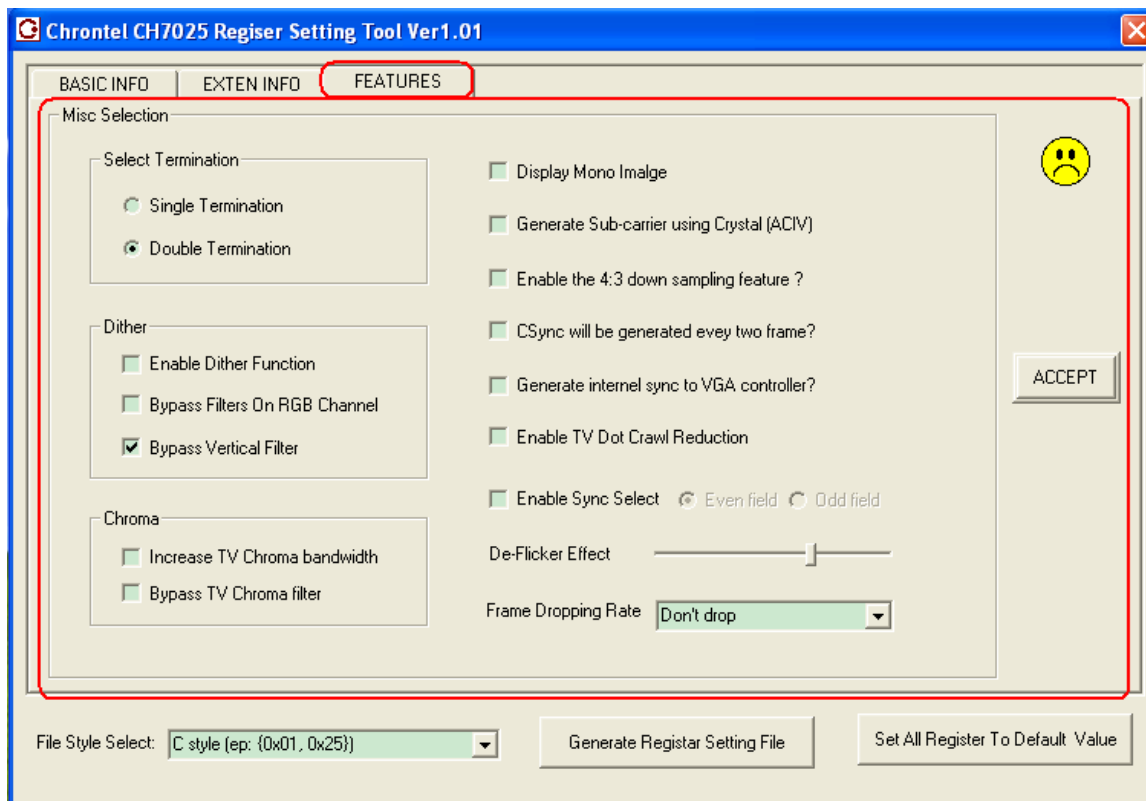 Chrontel CH7025 Regiser Setting Tool Ver1.01
BASIC INFO
EXTEN INFO
FEATURES
Misc Selection
Select Termination
Single Termination
Double Termination
Dither
Enable Dither Function
Bypass Filters On RGB Channel
Bypass Vertical Filter
Chroma
Increase TV Chroma bandwidth
Bypass TV Chroma filter
Display Mono Imalge
Generate Sub-carrier using Crystal (ACIV)
Enable the 4:3 down sampling feature ?
CSync will be generated evey two frame?
Generate internal sync to VGA controller?
Enable TV Dot Crawl Reduction
Enable Sync Select Even field Odd field
De-Flicker Effect
Frame Dropping Rate Don't drop
ACCEPT
File Style Select: C style (ep: {0x01, 0x25})
Generate Registar Setting File
Set All Register To Default Value